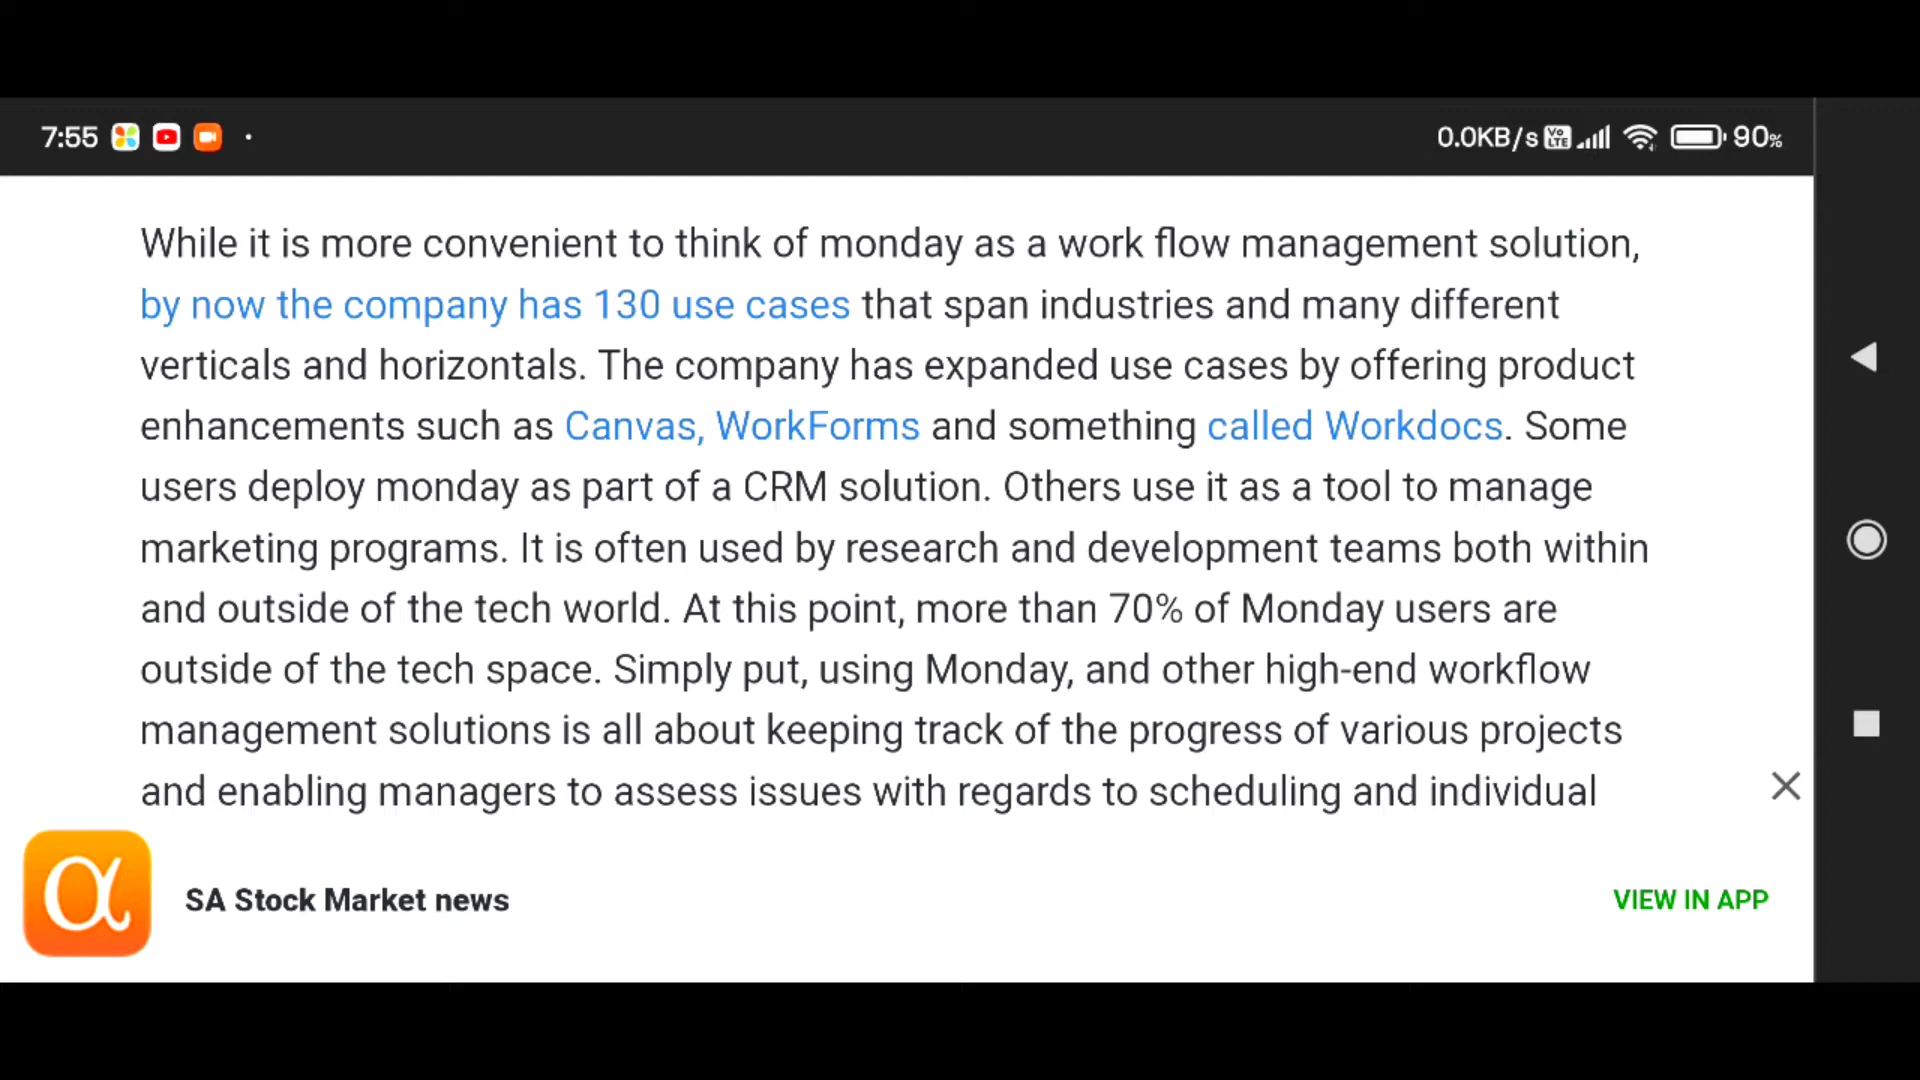 7:55
0.0KB/s Vo LTE 90%
While it is more convenient to think of monday as a work flow management solution,
by now the company has 130 use cases that span industries and many different
verticals and horizontals. The company has expanded use cases by offering product
enhancements such as Canvas, WorkForms and something called Workdocs. Some
users deploy monday as part of a CRM solution. Others use it as a tool to manage
marketing programs. It is often used by research and development teams both within
and outside of the tech world. At this point, more than 70% of Monday users are
outside of the tech space. Simply put, using Monday, and other high-end workflow
management solutions is all about keeping track of the progress of various projects
and enabling managers to assess issues with regards to scheduling and individual
α
SA Stock Market news
VIEW IN APP